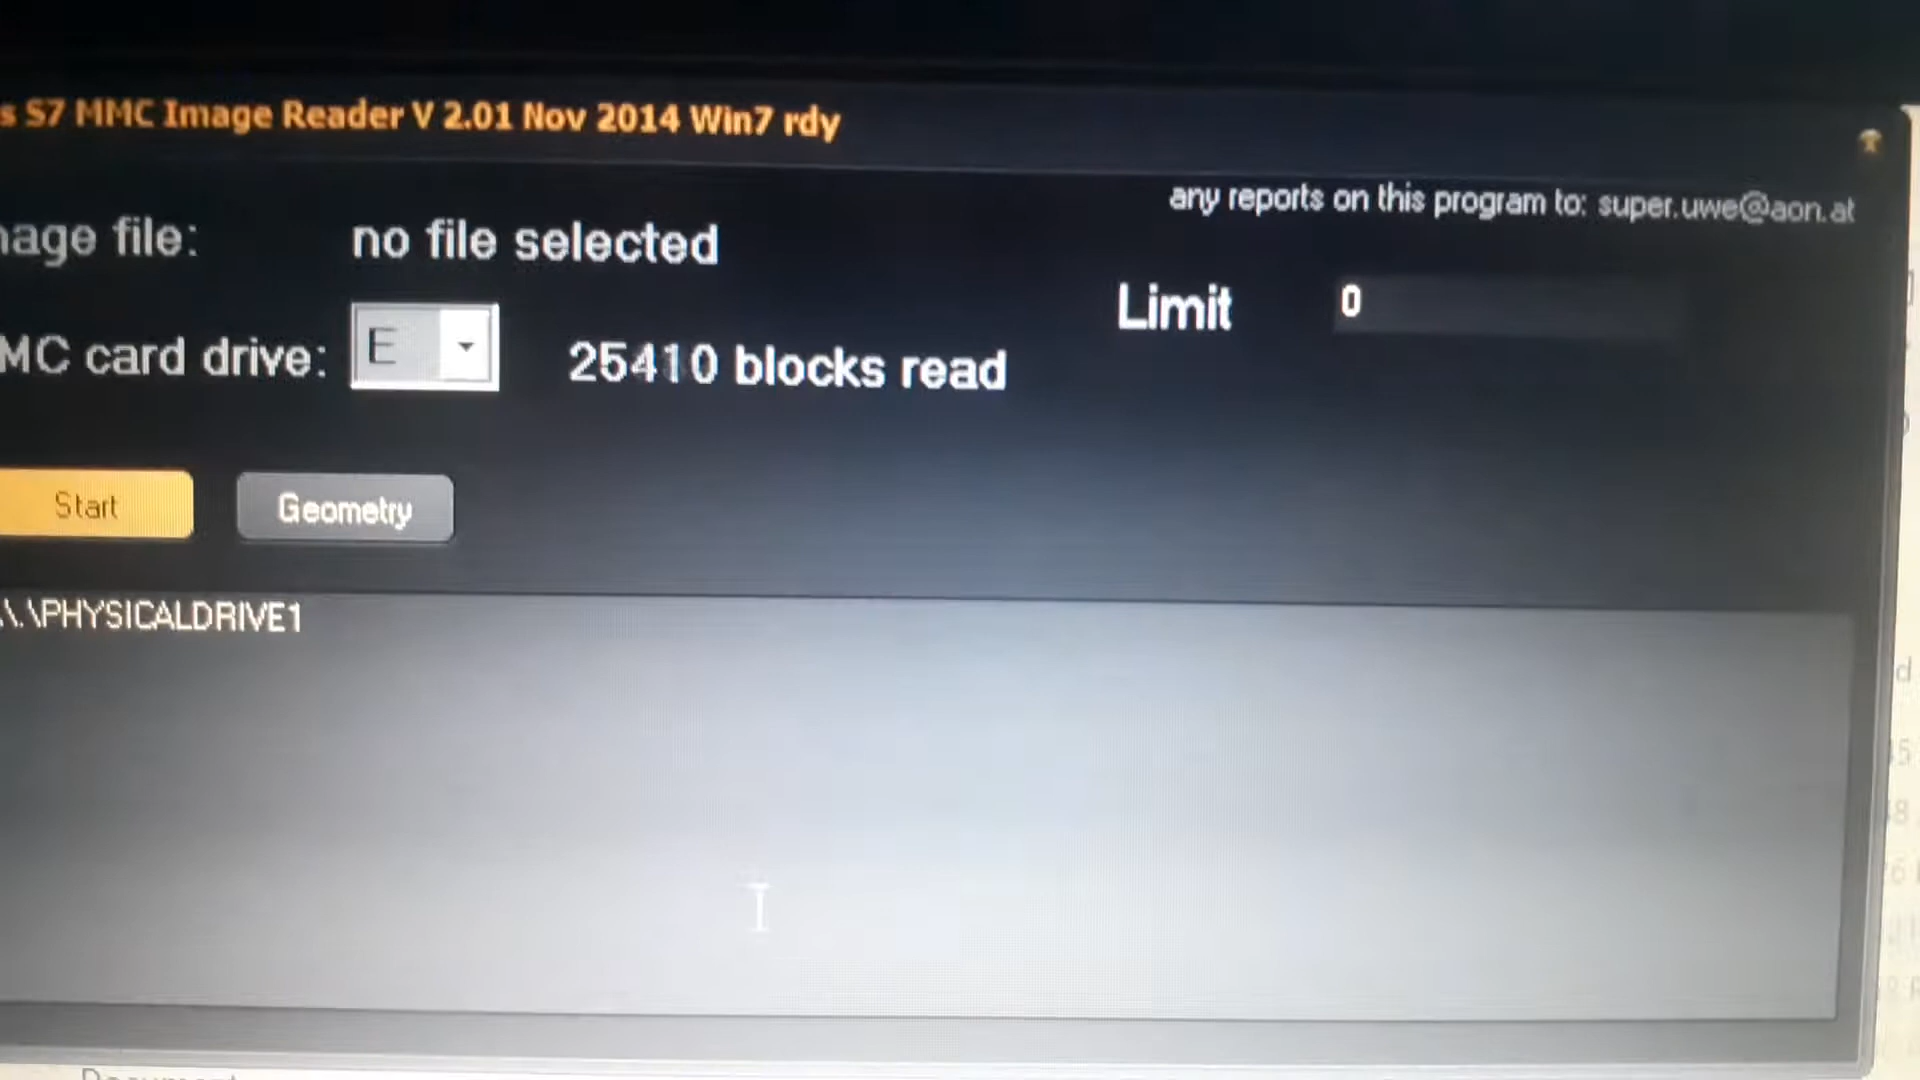 s S7 MMC Image Reader V 2.01 Nov 2014 Win7 rdy
any reports on this program to: super.uwe@aon.at
mage file: no file selected
Limit 0
MC card drive: E 25410 blocks read
Start Geometry
\\.\PHYSICALDRIVE1